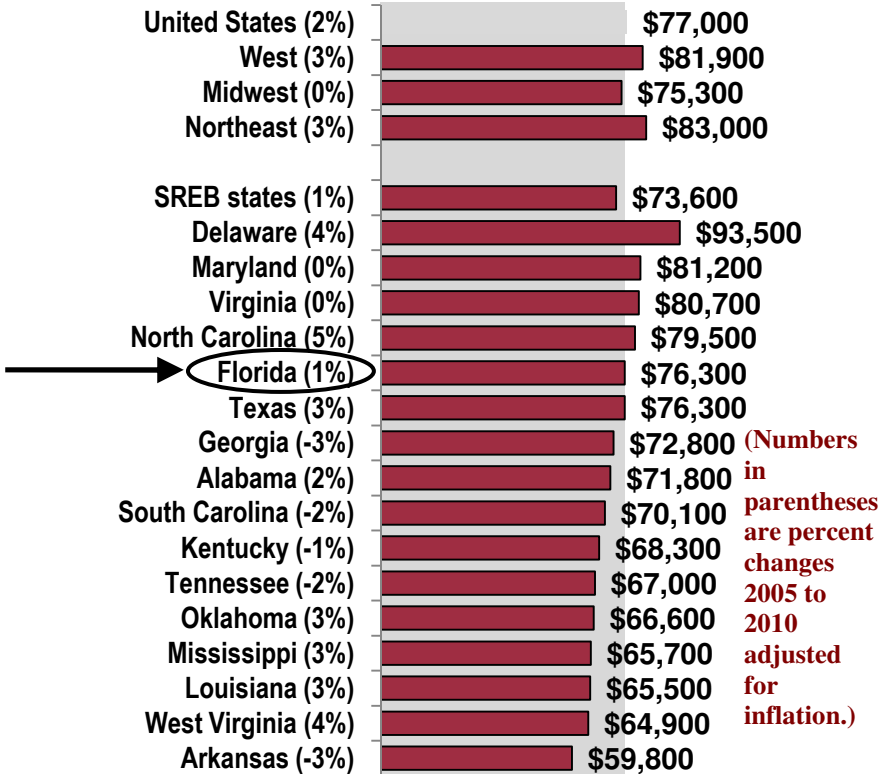 United States (2%) $77,000
West (3%) $81,900
Midwest (0%) $75,300
Northeast (3%) $83,000
SREB states (1%) $73,600
Delaware (4%) $93,500
Maryland (0%) $81,200
Virginia (0%) $80,700
North Carolina (5%) $79,500
Florida (1%) $76,300
Texas (3%) $76,300
Georgia (-3%) $72,800
Alabama (2%) $71,800
South Carolina (-2%) $70,100
Kentucky (-1%) $68,300
Tennessee (-2%) $67,000
Oklahoma (3%) $66,600
Mississippi (3%) $65,700
Louisiana (3%) $65,500
West Virginia (4%) $64,900
Arkansas (-3%) $59,800
(Numbers
in
parentheses
are percent
changes
2005 to
2010
adjusted
for
inflation.)